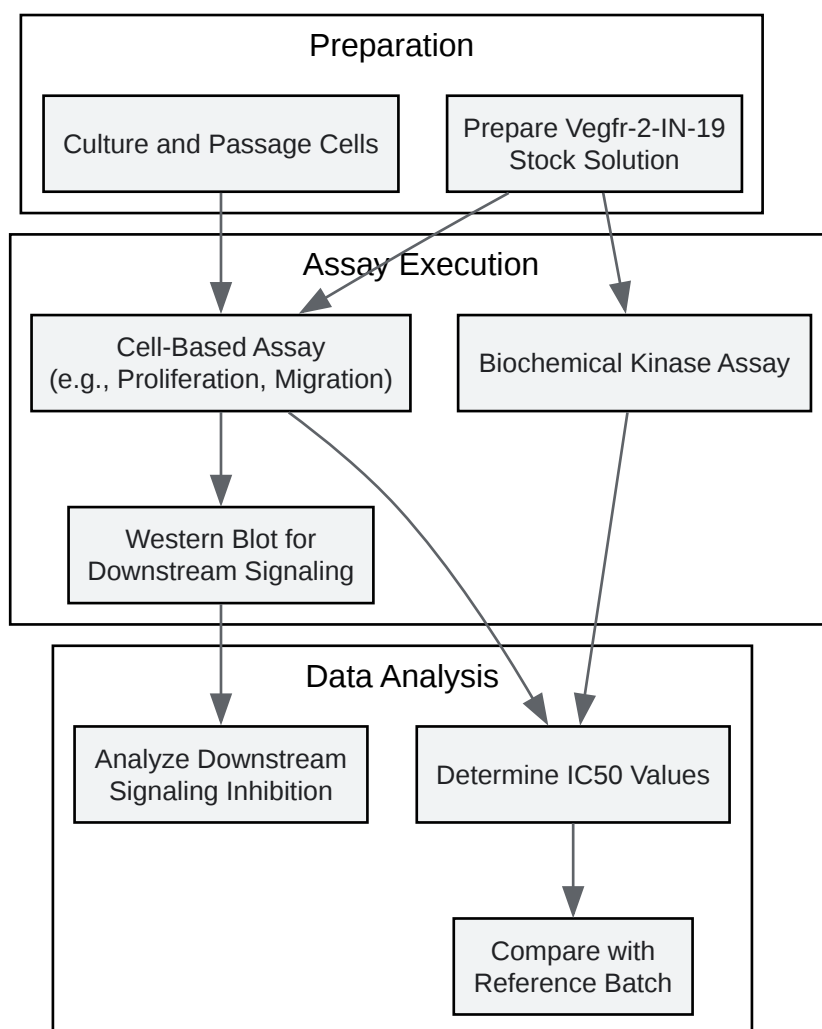 Preparation
Culture and Passage Cells
Prepare Vegfr-2-IN-19
Stock Solution
Assay Execution
Cell-Based Assay
(e.g., Proliferation, Migration)
Biochemical Kinase Assay
Western Blot for
Downstream Signaling
Data Analysis
Analyze Downstream
Signaling Inhibition
Determine IC50 Values
Compare with
Reference Batch